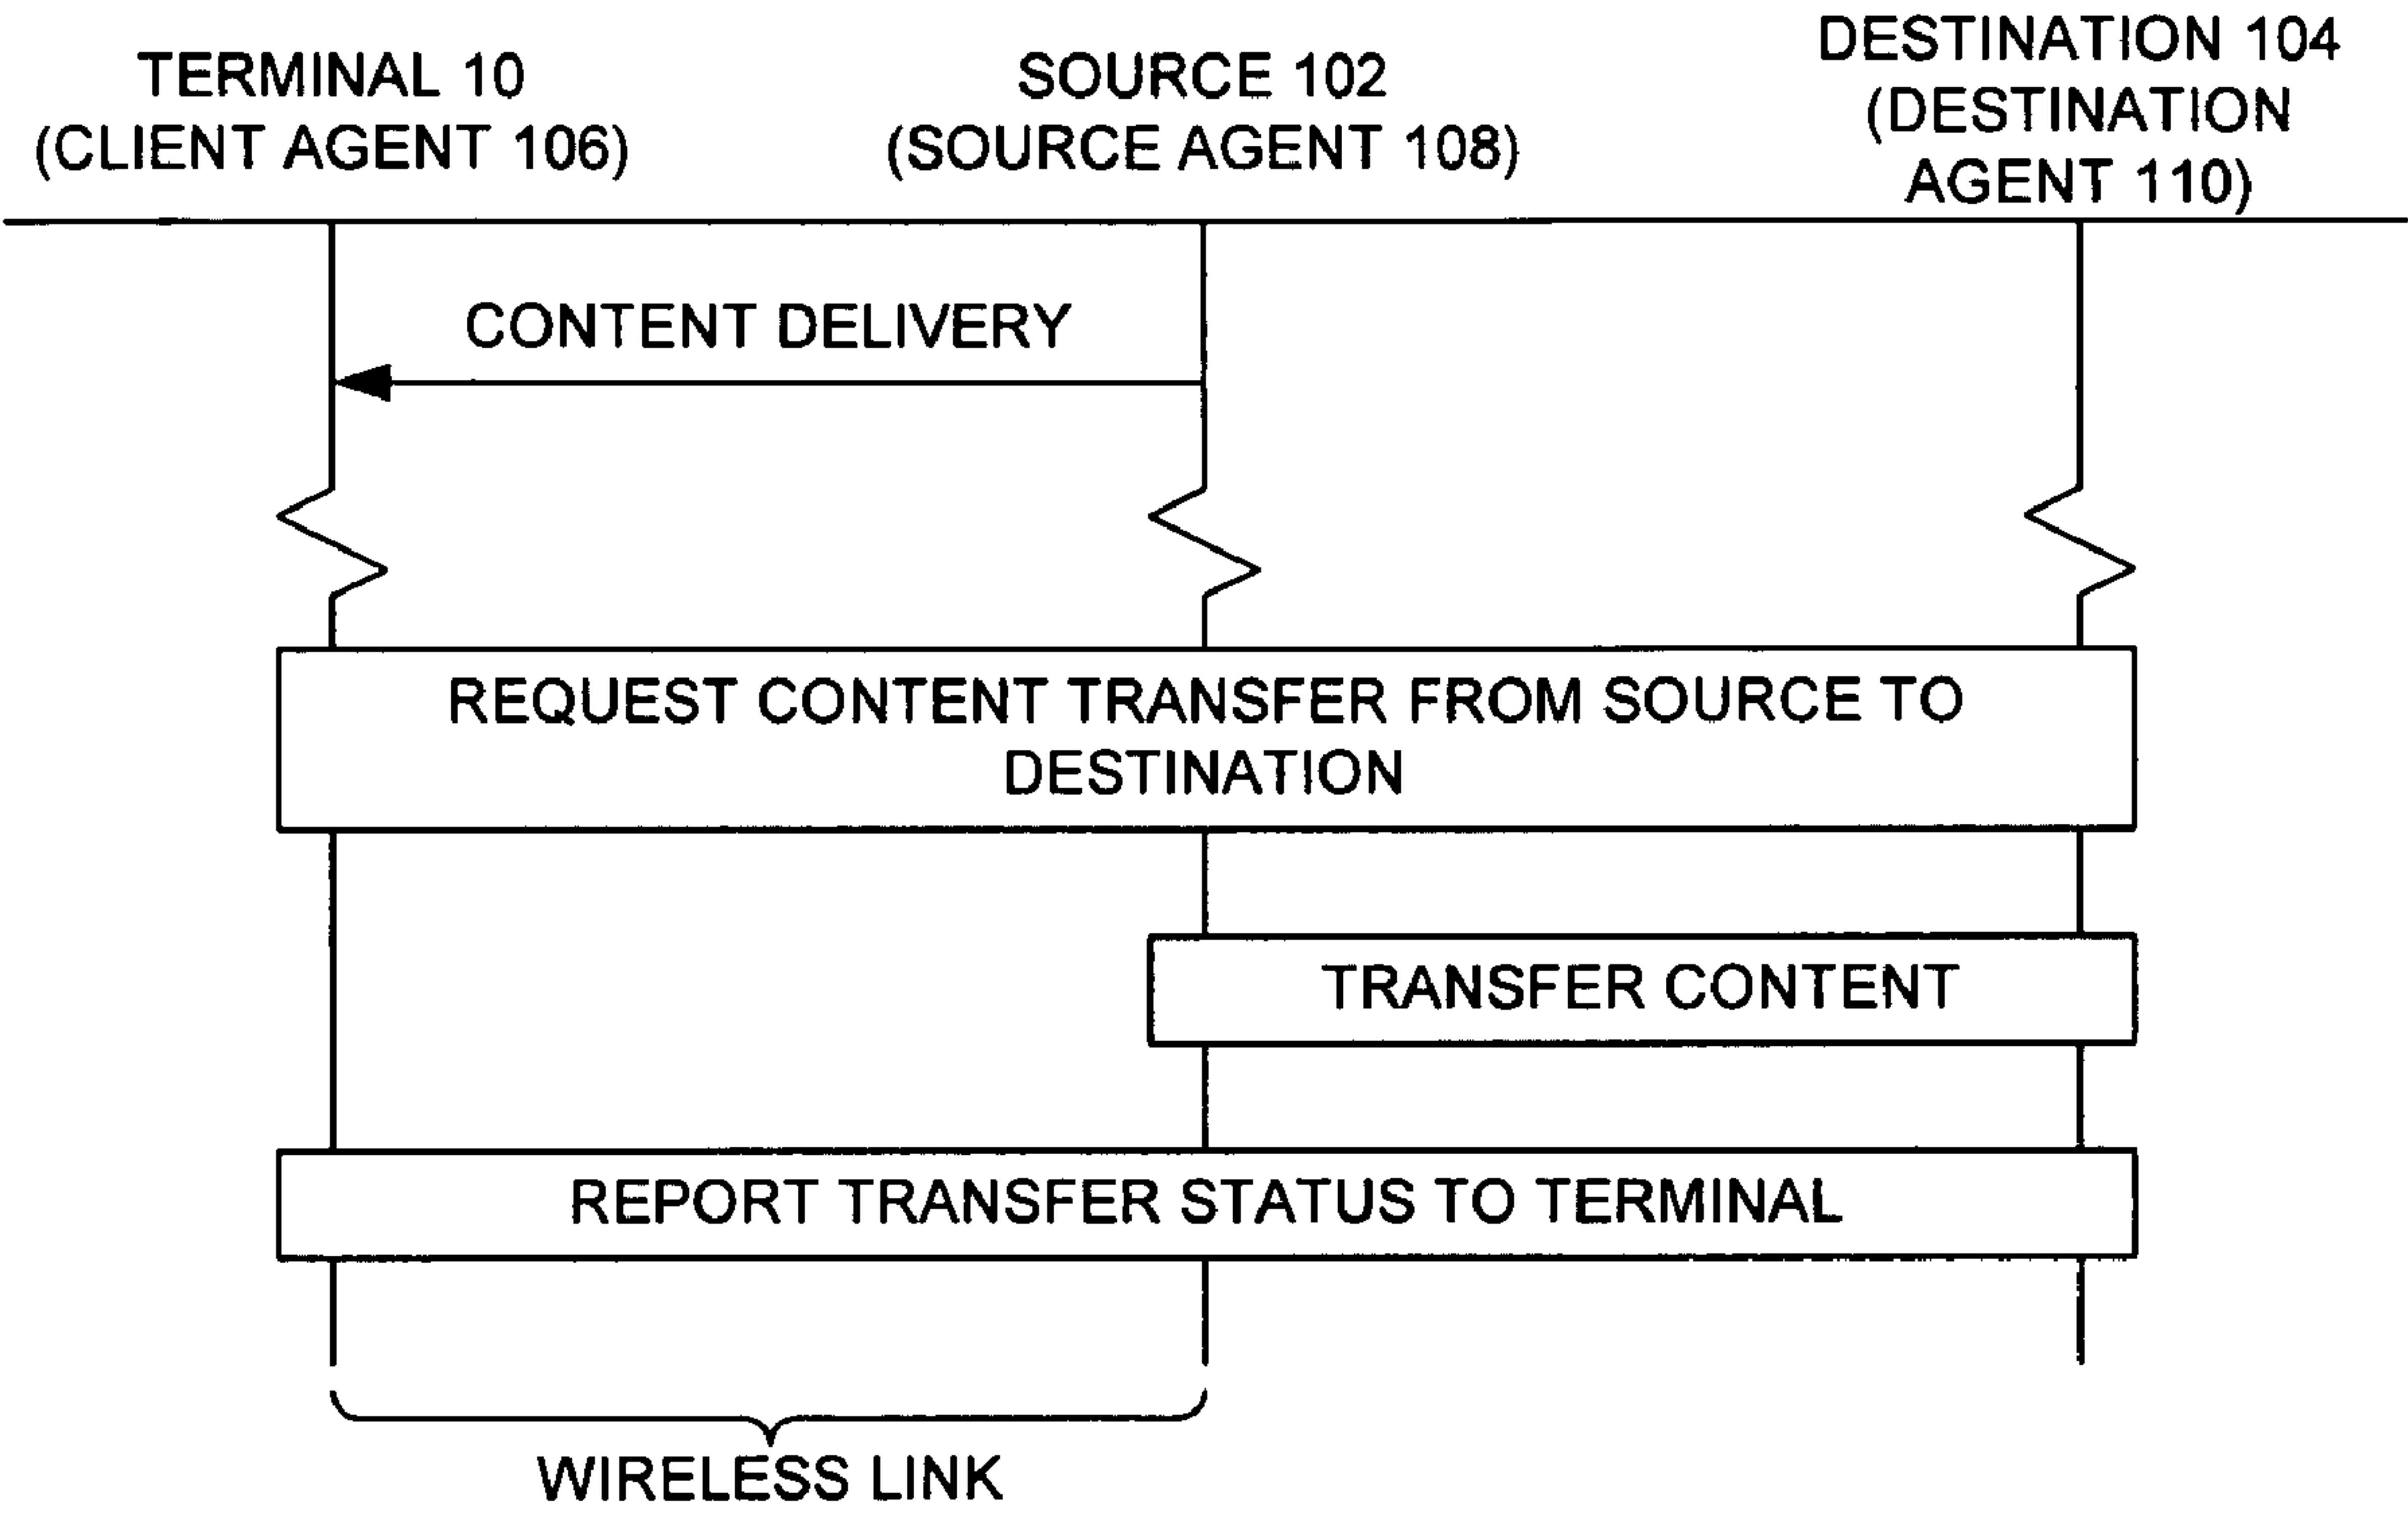 TERMINAL 10
(CLIENT AGENT 106)
SOURCE 102
(SOURCE AGENT 108)
DESTINATION 104
(DESTINATION
AGENT 110)
CONTENT DELIVERY
REQUEST CONTENT TRANSFER FROM SOURCE TO
DESTINATION
TRANSFER CONTENT
REPORT TRANSFER STATUS TO TERMINAL
WIRELESS LINK